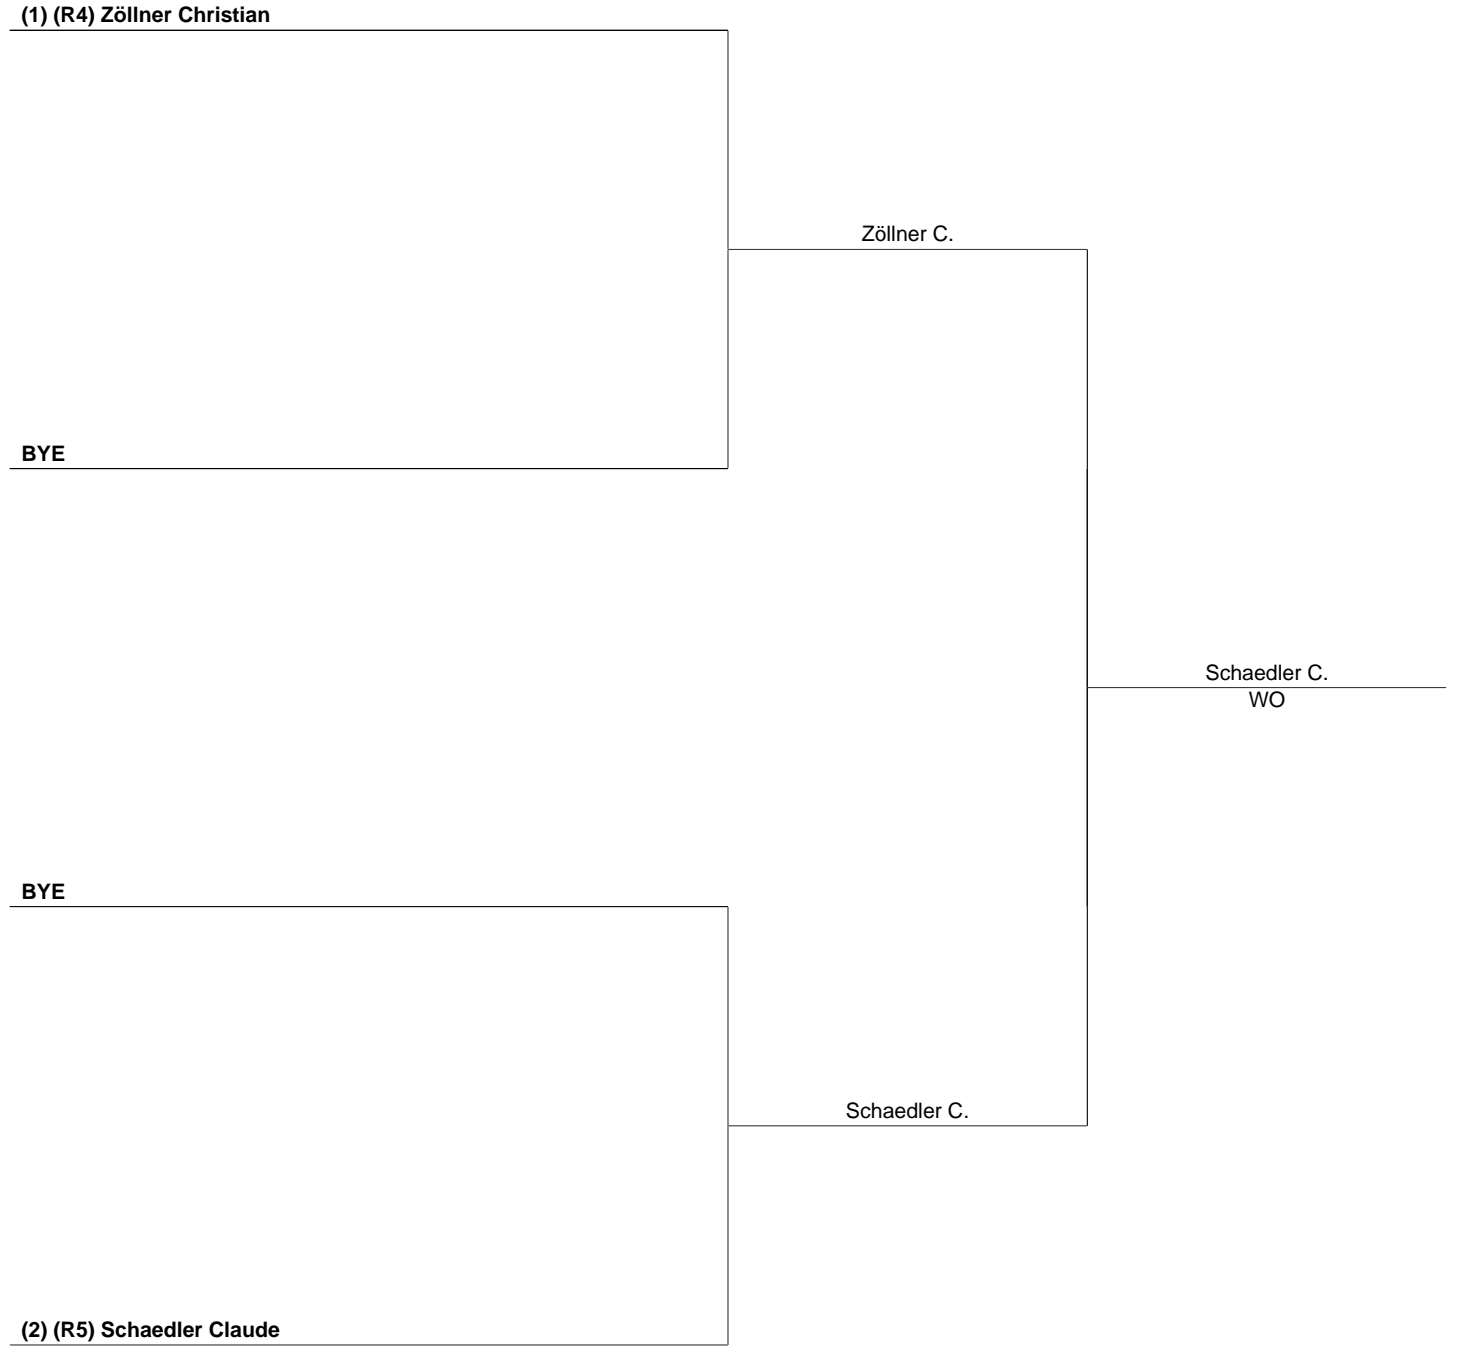 (1) (R4) Zöllner Christian
Zöllner C.
BYE
Schaedler C.
WO
BYE
Schaedler C.
(2) (R5) Schaedler Claude